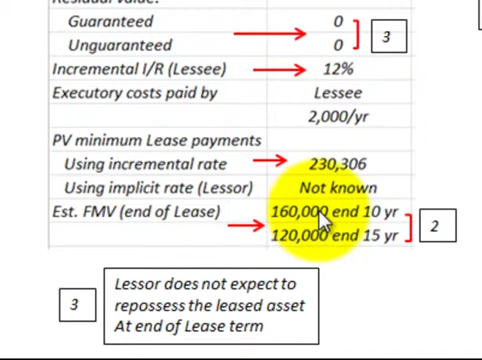 Residual value:
Guaranteed 0
Unguaranteed 0
3
Incremental I/R (Lessee) 12%
Executory costs paid by Lessee
2,000/yr
PV minimum Lease payments
Using incremental rate 230,306
Using implicit rate (Lessor) Not known
Est. FMV (end of Lease) 160,000 end 10 yr
120,000 end 15 yr
2
3
Lessor does not expect to
repossess the leased asset
At end of Lease term